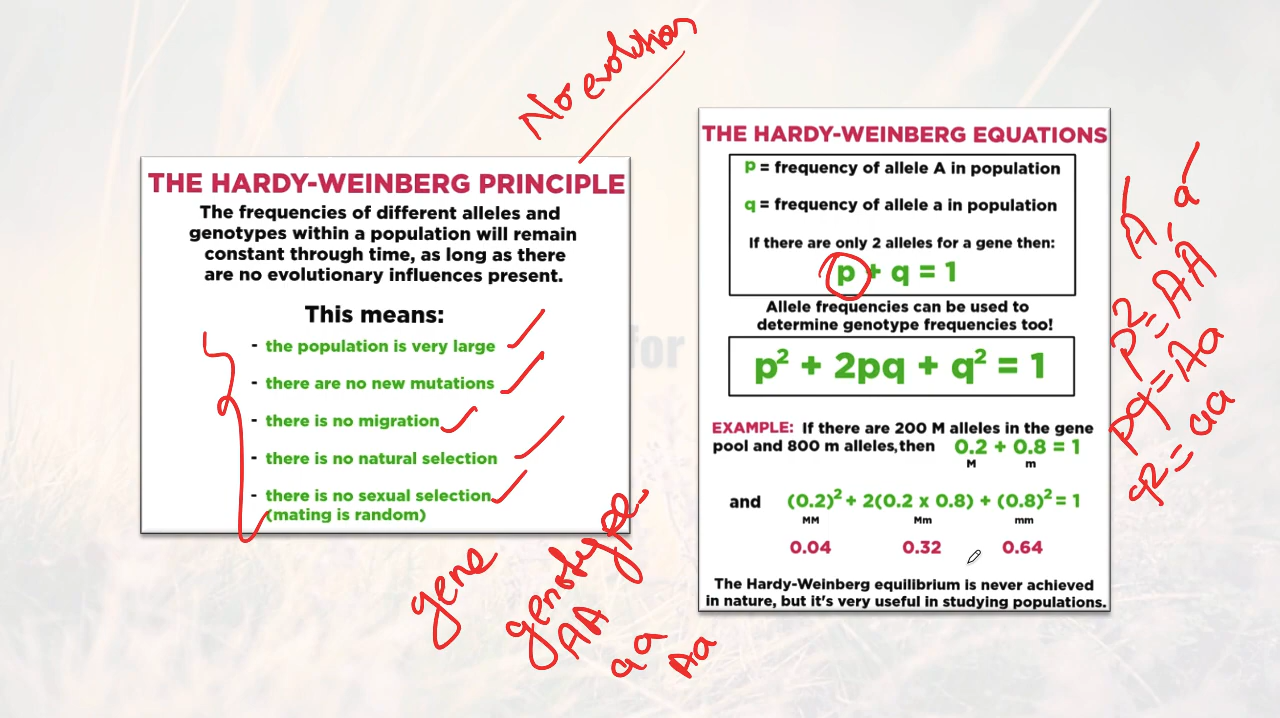 No evolution
THE HARDY-WEINBERG PRINCIPLE
The frequencies of different alleles and
genotypes within a population will remain
constant through time, as long as there
are no evolutionary influences present.
This means:
- the population is very large
- there are no new mutations
- there is no migration
- there is no natural selection
- there is no sexual selection
(mating is random)
gene
genotype
AA
aa
Aa
for
THE HARDY-WEINBERG EQUATIONS
p = frequency of allele A in population
q = frequency of allele a in population
If there are only 2 alleles for a gene then:
p + q = 1
Allele frequencies can be used to
determine genotype frequencies too!
p² + 2pq + q² = 1
EXAMPLE: If there are 200 M alleles in the gene
pool and 800 m alleles, then 0.2 + 0.8 = 1
M m
and (0.2)² + 2(0.2 x 0.8) + (0.8)² = 1
MM Mm mm
0.04 0.32 0.64
The Hardy-Weinberg equilibrium is never achieved
in nature, but it's very useful in studying populations.
A, a
p2 = AA
pq = Aa
q2 = aa